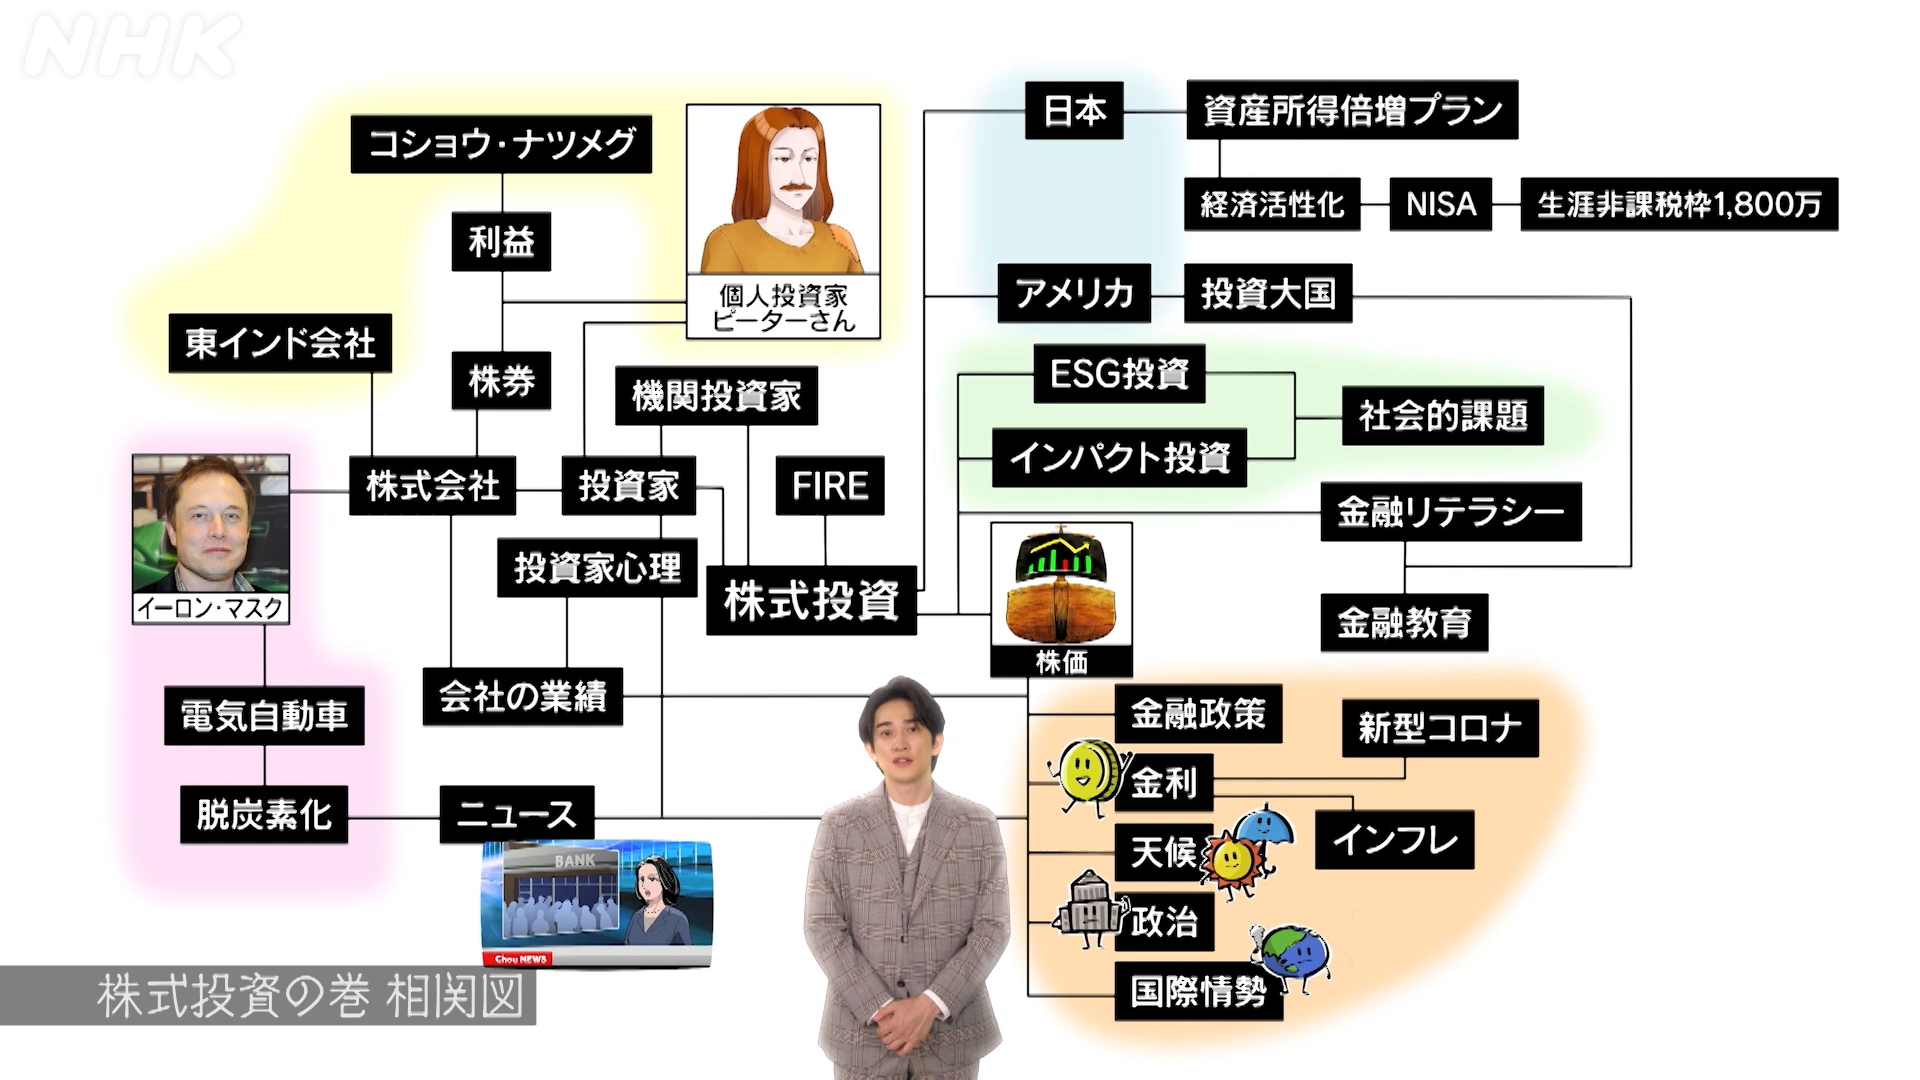 NHK
コショウ・ナツメグ
利益
個人投資家
ピーターさん
東インド会社
株券
機関投資家
イーロン・マスク
株式会社
投資家
FIRE
投資家心理
株式投資
電気自動車
会社の業績
脱炭素化
ニュース
BANK
Chou NEWS
日本
資産所得倍増プラン
経済活性化
NISA
生涯非課税枠1,800万
アメリカ
投資大国
ESG投資
インパクト投資
社会的課題
金融リテラシー
金融教育
株価
金融政策
新型コロナ
金利
インフレ
天候
政治
国際情勢
株式投資の巻 相関図